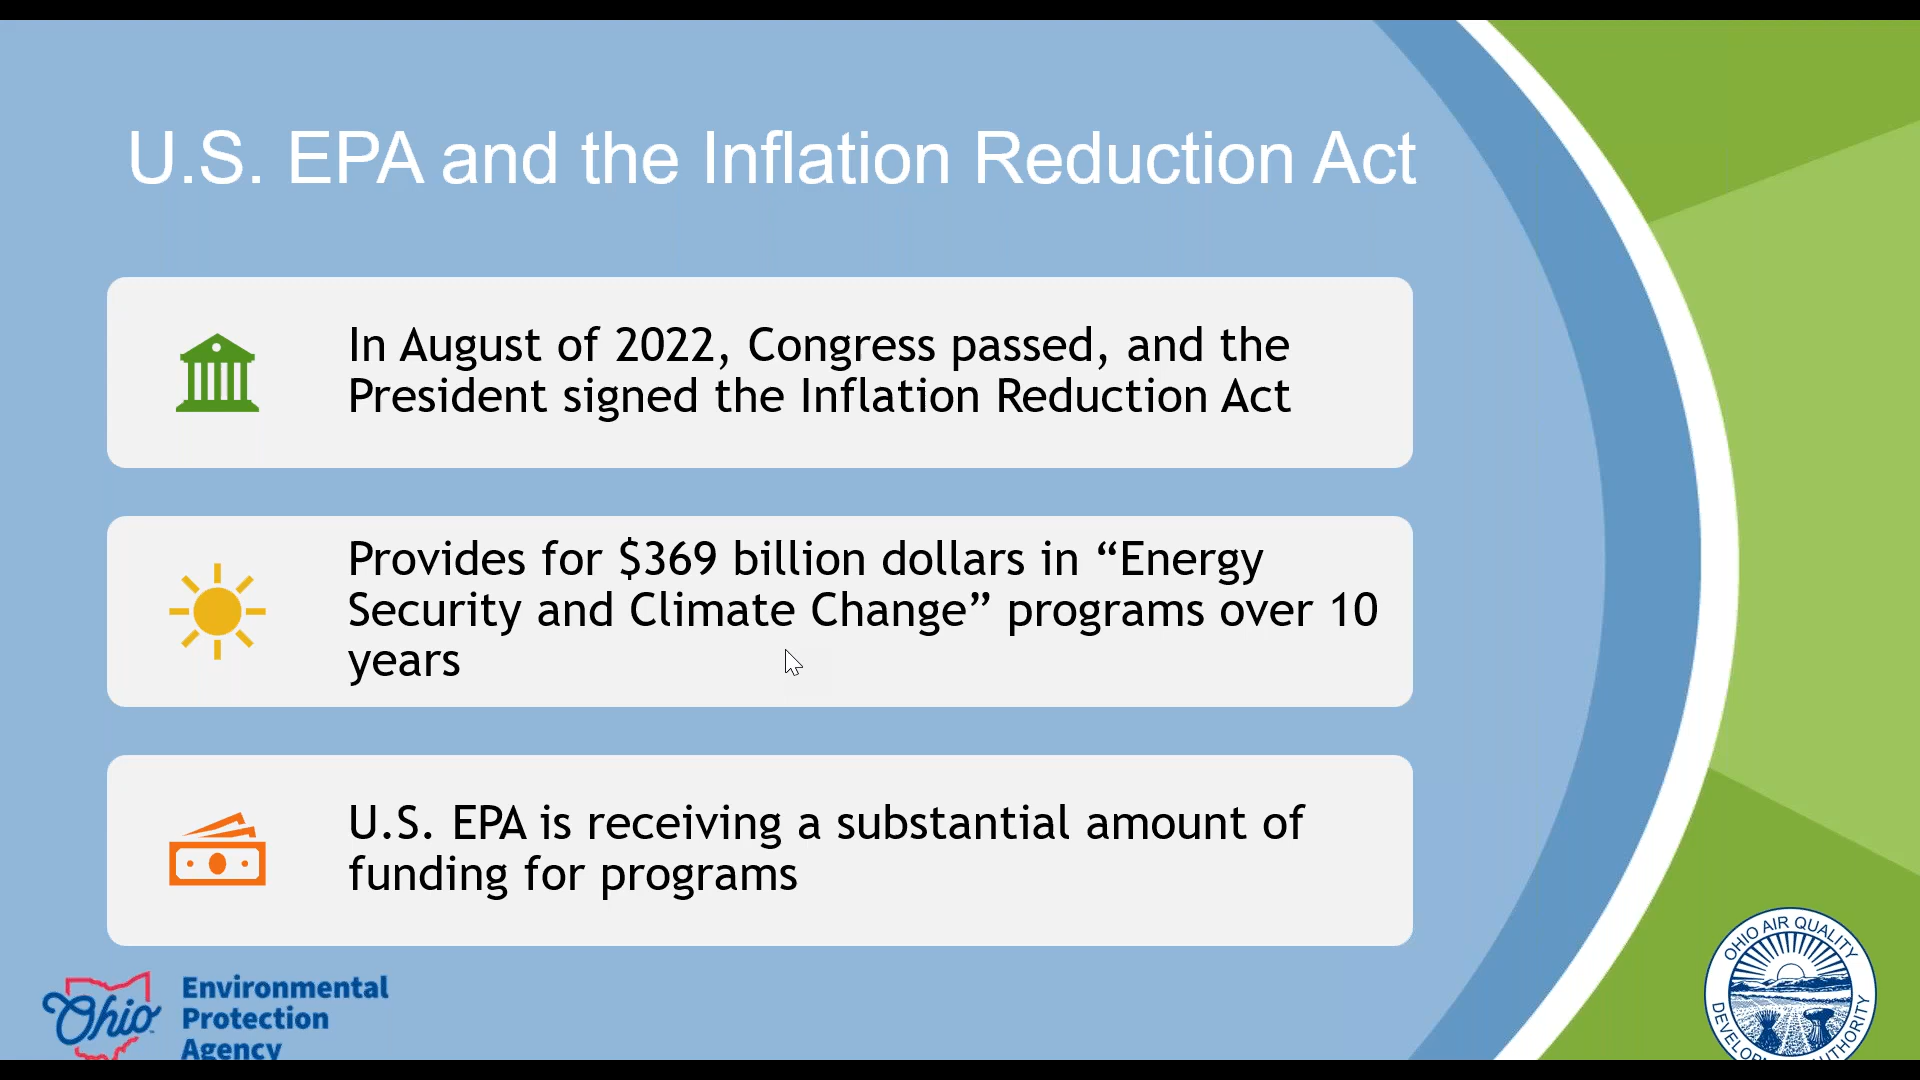 U.S. EPA and the Inflation Reduction Act
In August of 2022, Congress passed, and the
President signed the Inflation Reduction Act
Provides for $369 billion dollars in “Energy
Security and Climate Change” programs over 10
years
U.S. EPA is receiving a substantial amount of
funding for programs
Ohio
Environmental
Protection
Agency
OHIO AIR QUALITY